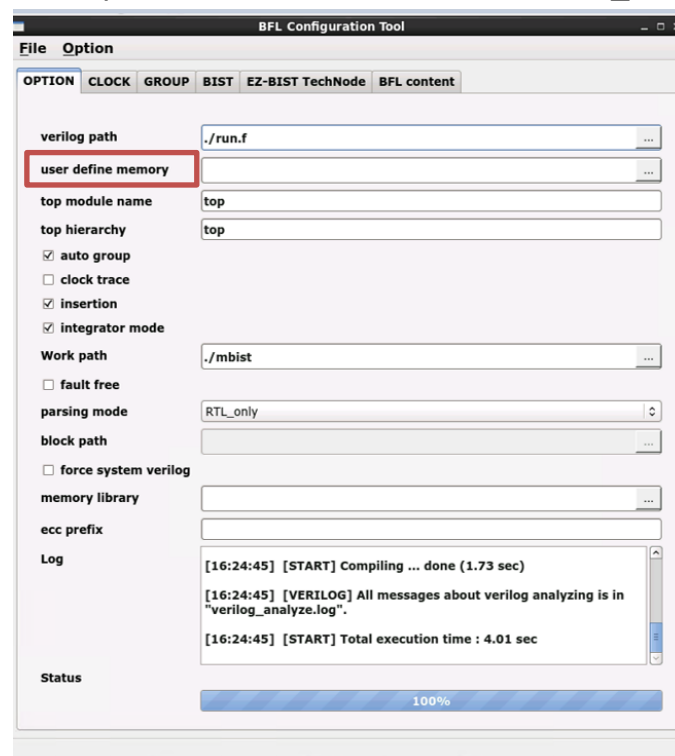 BFL Configuration Tool
File Option
OPTION CLOCK GROUP BIST EZ-BIST TechNode BFL content
verilog path ./run.f ...
user define memory ...
top module name top
top hierarchy top
auto group
clock trace
insertion
integrator mode
Work path ./mbist ...
fault free
parsing mode RTL_only
block path ...
force system verilog
memory library ...
ecc prefix
Log
[16:24:45] [START] Compiling ... done (1.73 sec)
[16:24:45] [VERILOG] All messages about verilog analyzing is in
"verilog_analyze.log".
[16:24:45] [START] Total execution time : 4.01 sec
Status
100%